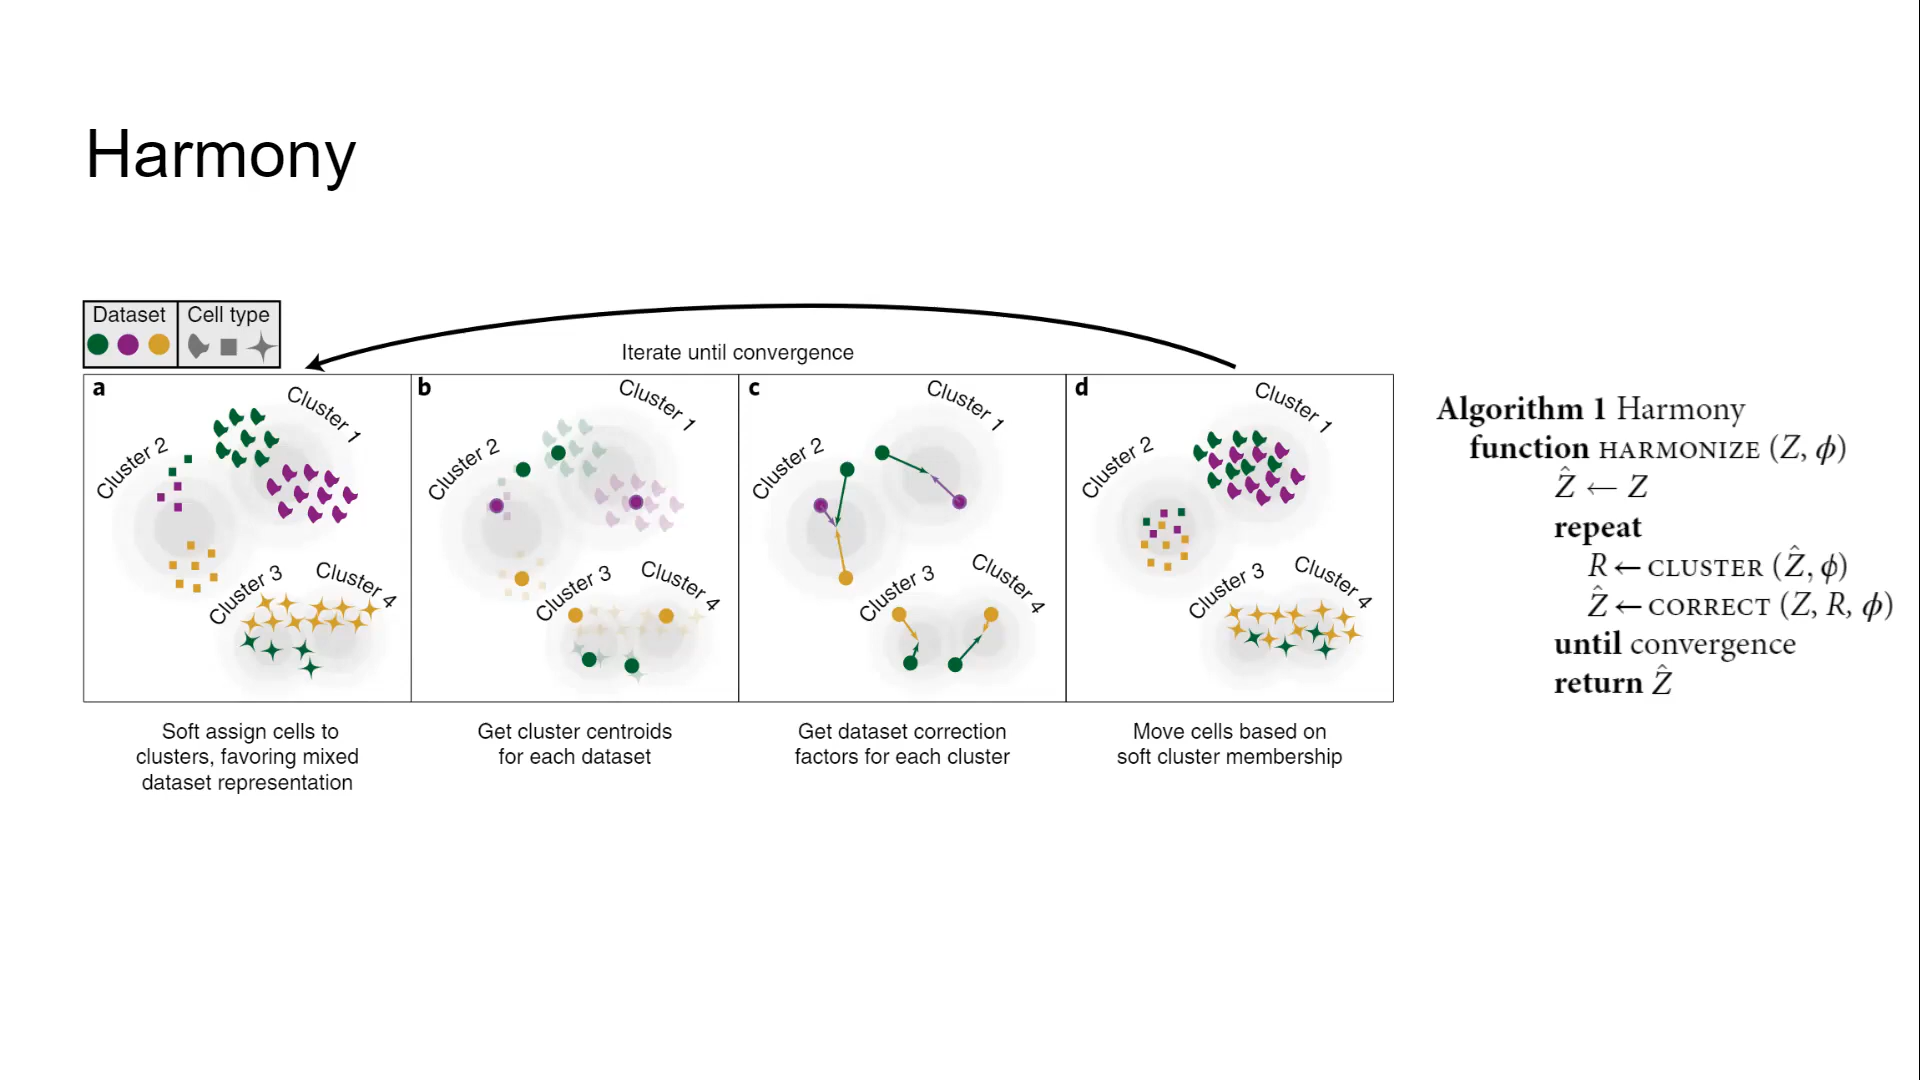 Harmony
Dataset
Cell type
Iterate until convergence
a
Cluster 1
Cluster 2
Cluster 3
Cluster 4
b
Cluster 1
Cluster 2
Cluster 3
Cluster 4
c
Cluster 1
Cluster 2
Cluster 3
Cluster 4
d
Cluster 1
Cluster 2
Cluster 3
Cluster 4
Soft assign cells to
clusters, favoring mixed
dataset representation
Get cluster centroids
for each dataset
Get dataset correction
factors for each cluster
Move cells based on
soft cluster membership
Algorithm 1 Harmony
function HARMONIZE (Z, ϕ)
Ẑ ← Z
repeat
R ← CLUSTER (Ẑ, ϕ)
Ẑ ← CORRECT (Z, R, ϕ)
until convergence
return Ẑ